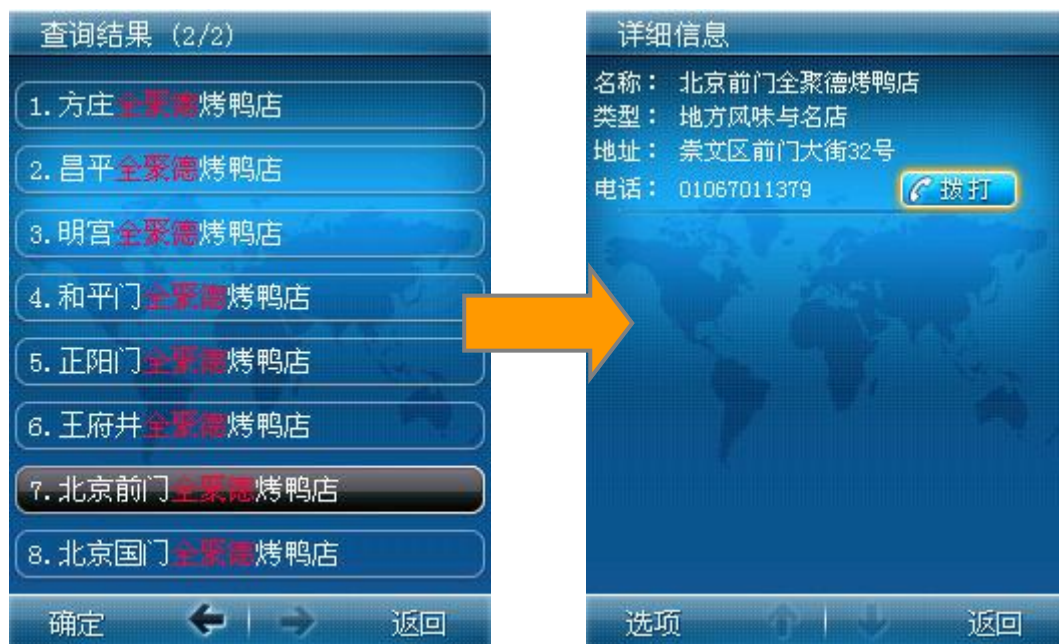 查询结果 (2/2)
1.方庄全聚德烤鸭店
2.昌平全聚德烤鸭店
3.明宫全聚德烤鸭店
4.和平门全聚德烤鸭店
5.正阳门全聚德烤鸭店
6.王府井全聚德烤鸭店
7.北京前门全聚德烤鸭店
8.北京国门全聚德烤鸭店
确定 返回
详细信息
名称： 北京前门全聚德烤鸭店
类型： 地方风味与名店
地址： 崇文区前门大街32号
电话： 01067011379 拨打
选项 返回